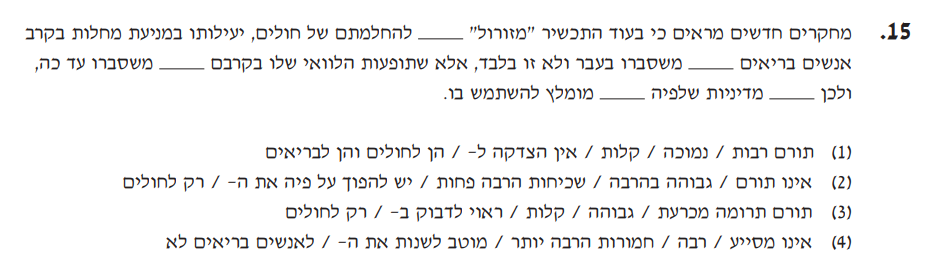 15. מחקרים חדשים מראים כי בעוד התכשיר "מזורול" _____ להחלמתם של חולים, יעילותו במניעת מחלות בקרב
אנשים בריאים _____ משסברו בעבר ולא זו בלבד, אלא שתופעות הלוואי שלו בקרבם _____ משסברו עד כה,
ולכן _____ מדיניות שלפיה _____ מומלץ להשתמש בו.
(1) תורם רבות / נמוכה / קלות / אין הצדקה ל- / הן לחולים והן לבריאים
(2) אינו תורם / גבוהה בהרבה / שכיחות הרבה פחות / יש להפוך על פיה את ה- / רק לחולים
(3) תורם תרומה מכרעת / גבוהה / קלות / ראוי לדבוק ב- / רק לחולים
(4) אינו מסייע / רבה / חמורות הרבה יותר / מוטב לשנות את ה- / לאנשים בריאים לא